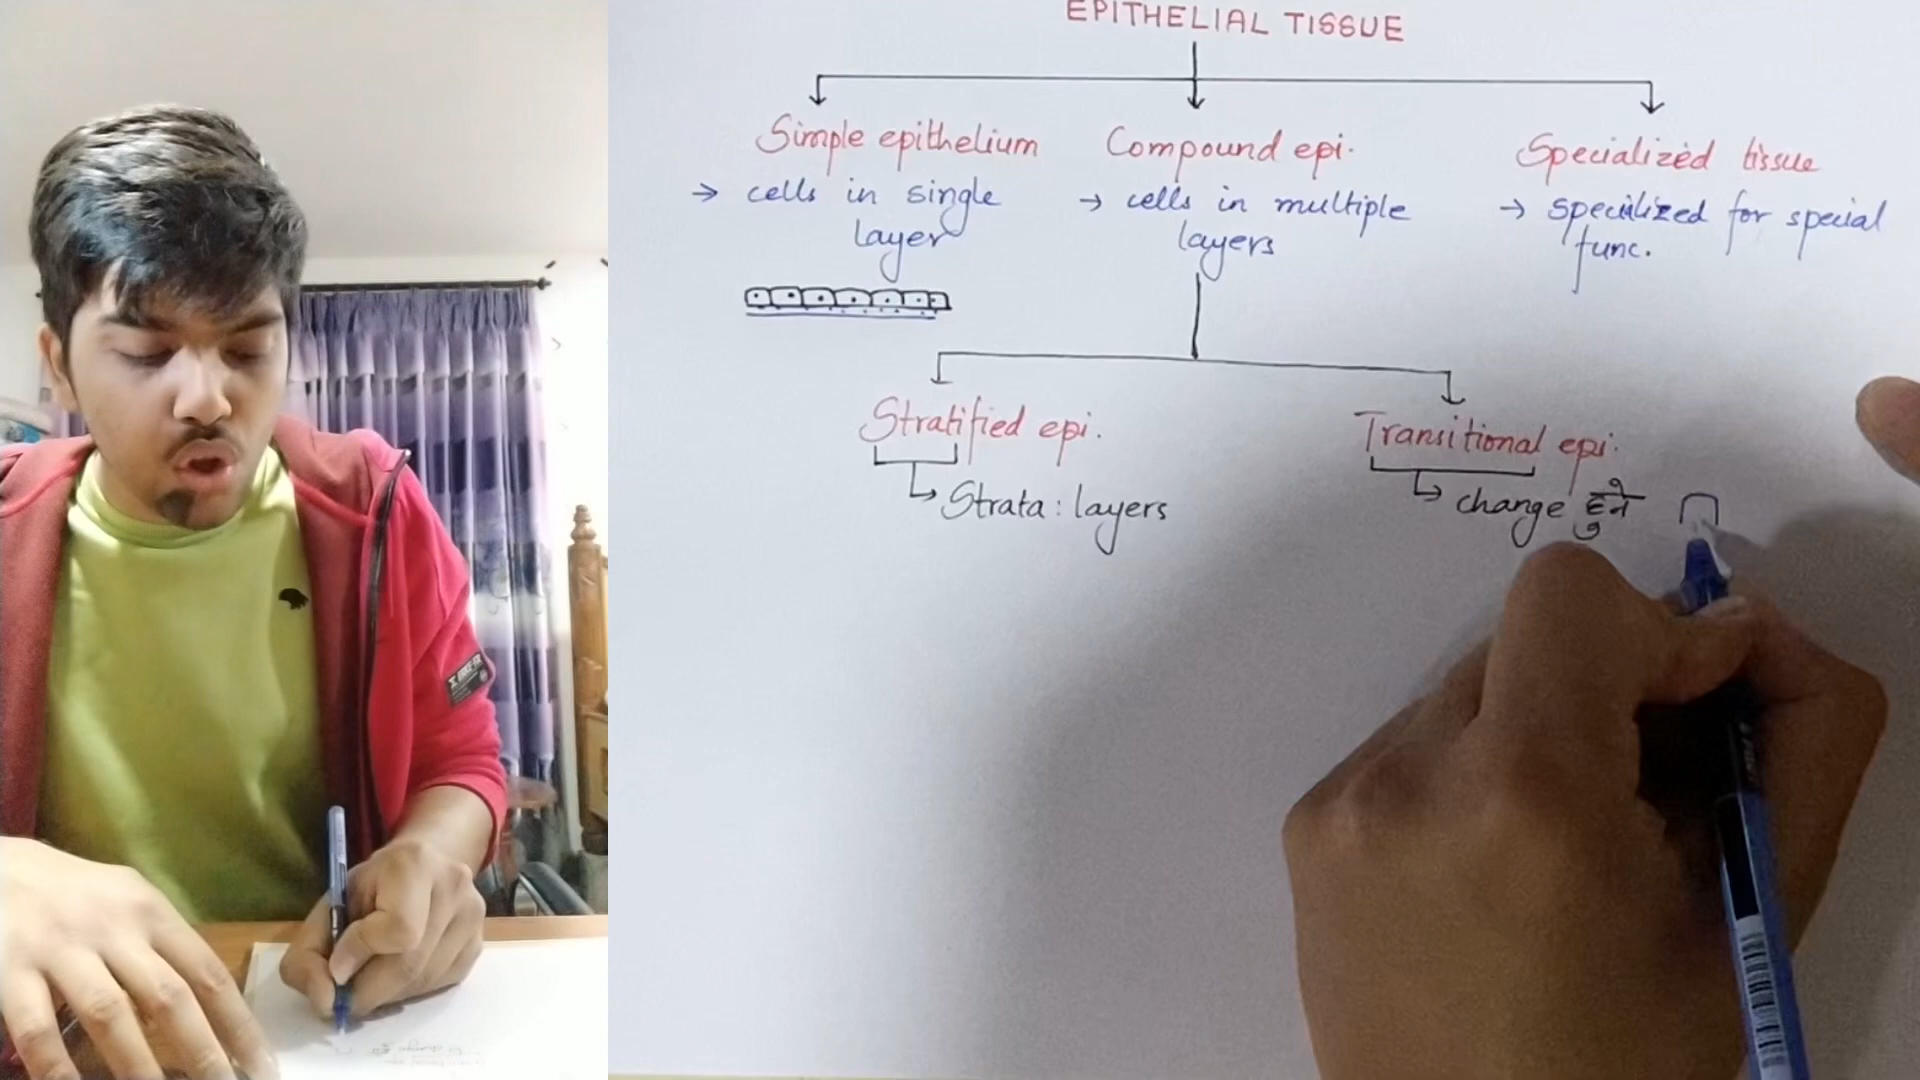 EPITHELIAL TISSUE
Simple epithelium
→ cells in single
layer
Compound epi.
→ cells in multiple
layers
Specialized tissue
→ specialized for special
func.
Stratified epi.
Strata: layers
Transitional epi.
change हुने